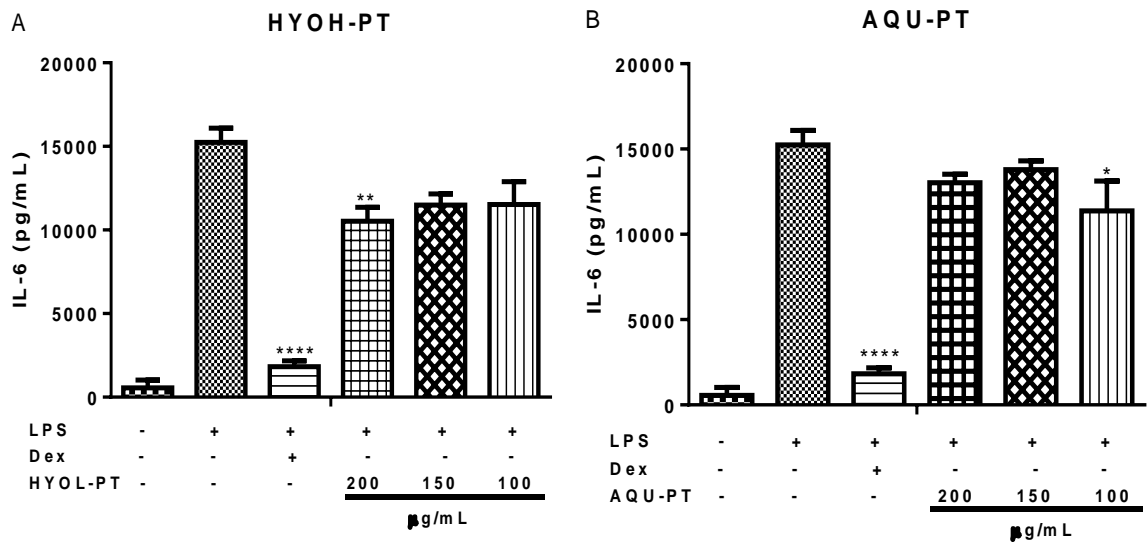 A
HYOH-PT
20000
15000
10000
5000
0
IL-6 (pg/mL)
****
**
LPS - + + + + +
Dex - - + - - -
HYOL-PT - - - 200 150 100
µg/mL
B
AQU-PT
20000
15000
10000
5000
0
IL-6 (pg/mL)
****
*
LPS - + + + + +
Dex - - + - - -
AQU-PT - - - 200 150 100
µg/mL